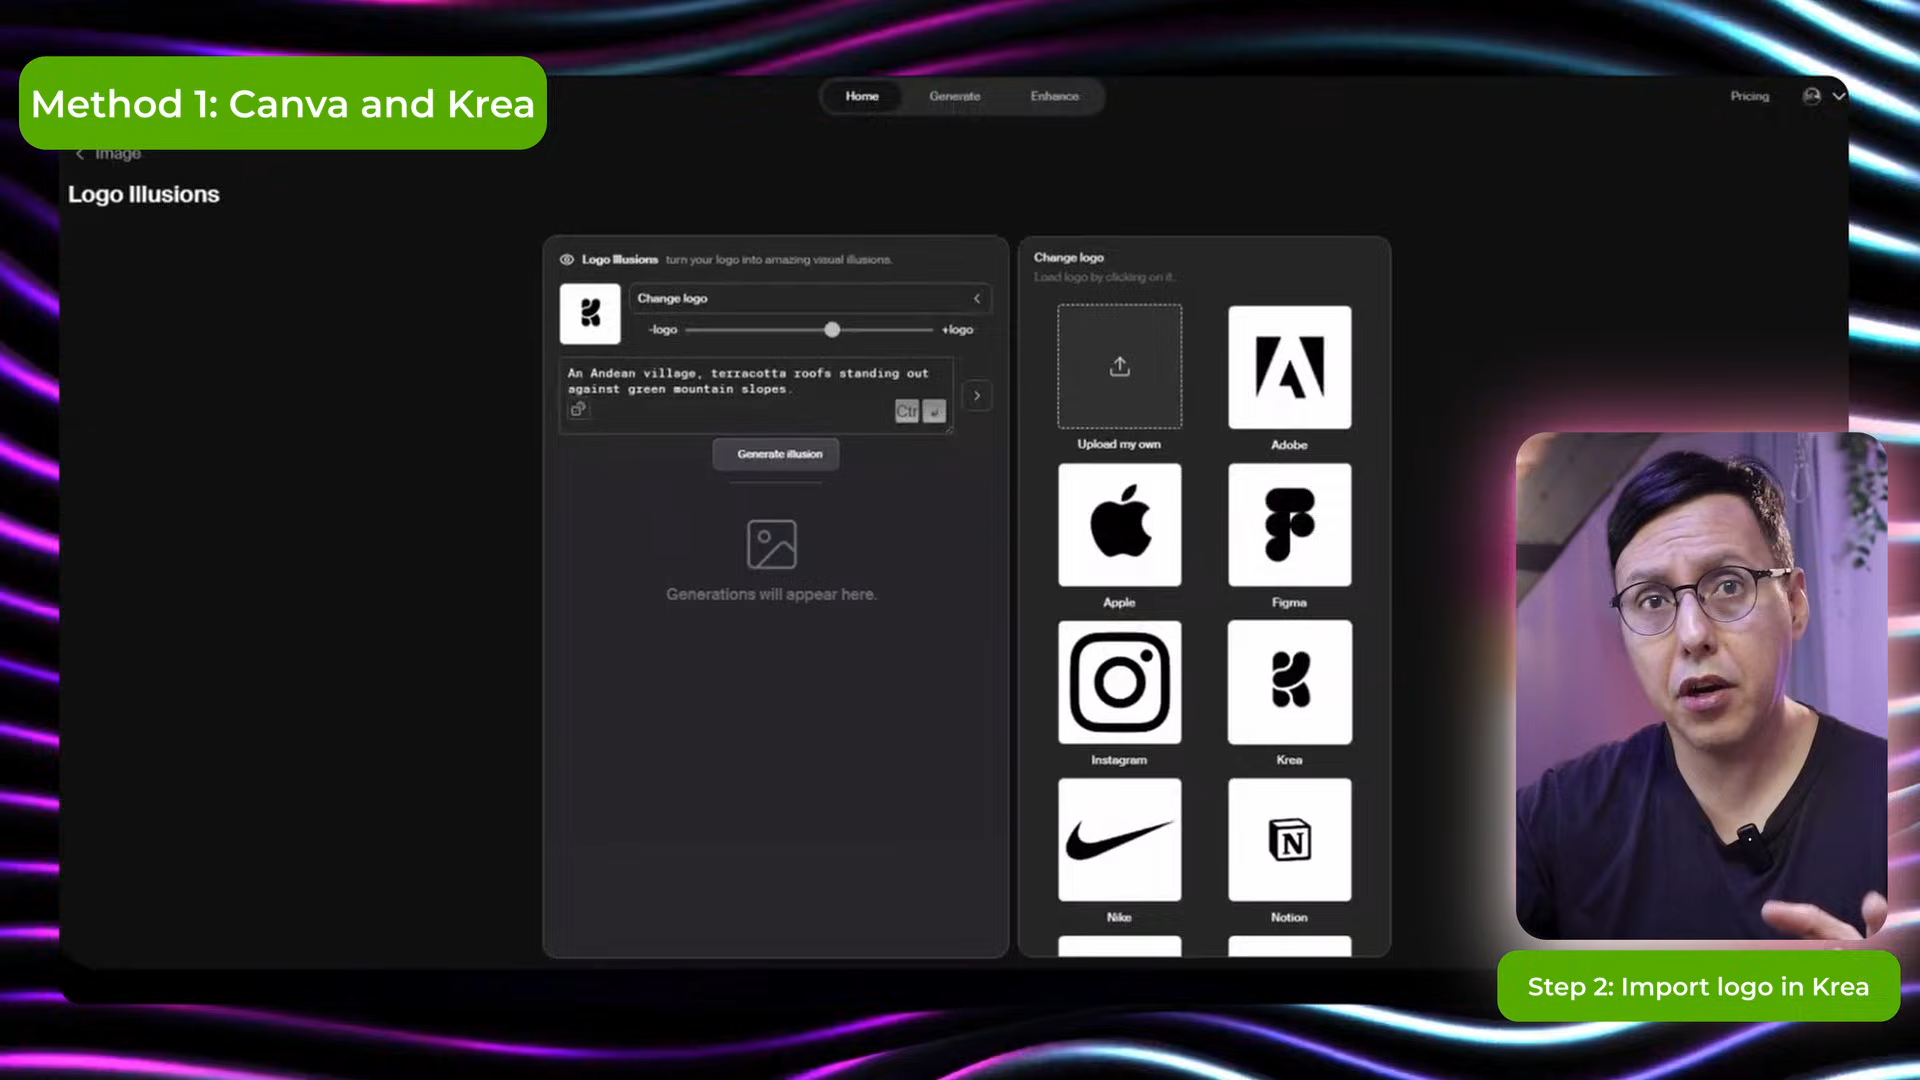 Method 1: Canva and Krea
Home
Generate
Enhance
Pricing
Image
Logo Illusions
Logo Illusions turn your logo into amazing visual illusions.
Change logo
-logo
+logo
An Andean village, terracotta roofs standing out
against green mountain slopes.
Ctr
Generate illusion
Generations will appear here.
Change logo
Load logo by clicking on it.
Upload my own
Adobe
Apple
Figma
Instagram
Krea
N
Nike
Notion
Step 2: Import logo in Krea